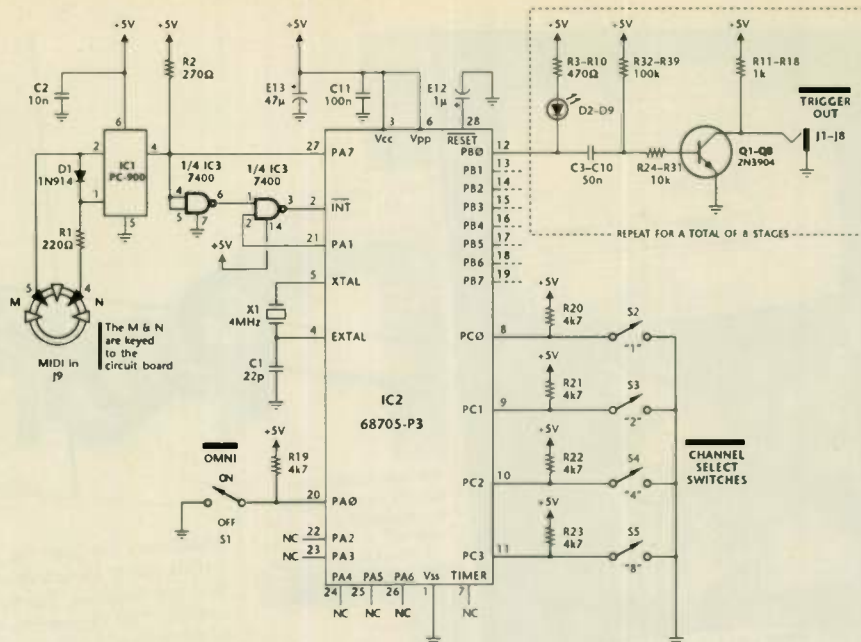 +5V
R2
270Ω
C2
10n
6
2
4
IC1
PC-900
D1
1N914
1
5
R1
220Ω
5
4
M
N
The M & N
are keyed
to the
circuit board
MIDI in
J9
1/4 IC3
7400
4
5
6
7
1/4 IC3
7400
1
2
3
14
+5V
+5V
E13
47μ
C11
100n
E12
1μ
3
Vcc
6
Vpp
28
RESET
27
PA7
2
INT
21
PA1
5
XTAL
X1
4MHz
4
EXTAL
C1
22p
IC2
68705-P3
+5V
R19
4k7
OMNI
ON
OFF
S1
20
PAØ
NC 22
PA2
NC 23
PA3
PA4
24
NC
PA5
25
NC
PA6
26
NC
Vss
1
TIMER
7
NC
PBØ
12
PB1
13
PB2
14
PB3
15
PB4
16
PB5
17
PB6
18
PB7
19
+5V
R3-R10
470Ω
D2-D9
+5V
R32-R39
100k
C3-C10
50n
R24-R31
10k
+5V
R11-R18
1k
Q1-Q8
2N3904
TRIGGER
OUT
J1-J8
REPEAT FOR A TOTAL OF 8 STAGES
+5V
R20
4k7
PCØ
8
S2
"1"
+5V
R21
4k7
PC1
9
S3
"2"
+5V
R22
4k7
PC2
10
S4
"4"
+5V
R23
4k7
PC3
11
S5
"8"
CHANNEL
SELECT
SWITCHES